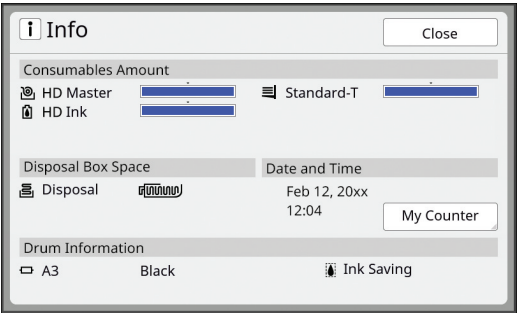 i Info
Close
Consumables Amount
HD Master
Standard-T
HD Ink
Disposal Box Space
Date and Time
Disposal
Feb 12, 20xx
12:04
My Counter
Drum Information
A3 Black Ink Saving